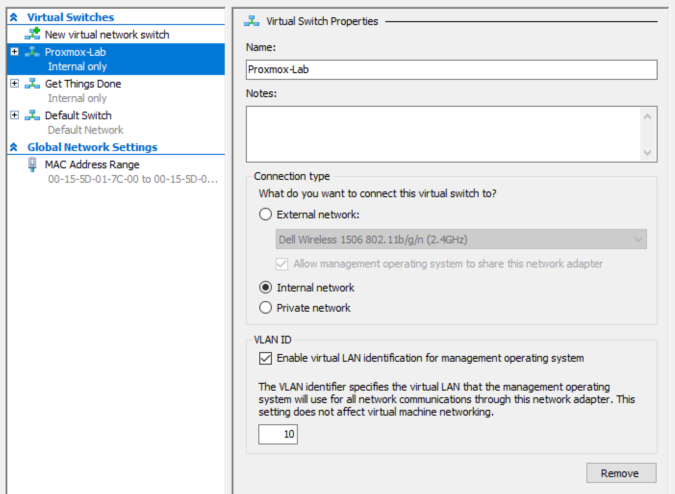 Virtual Switches
New virtual network switch
Proxmox-Lab
Internal only
Get Things Done
Internal only
Default Switch
Default Network
Global Network Settings
MAC Address Range
00-15-5D-01-7C-00 to 00-15-5D-0...
Virtual Switch Properties
Name:
Proxmox-Lab
Notes:
Connection type
What do you want to connect this virtual switch to?
External network:
Dell Wireless 1506 802.11b/g/n (2.4GHz)
Allow management operating system to share this network adapter
Internal network
Private network
VLAN ID
Enable virtual LAN identification for management operating system
The VLAN identifier specifies the virtual LAN that the management operating
system will use for all network communications through this network adapter. This
setting does not affect virtual machine networking.
10
Remove